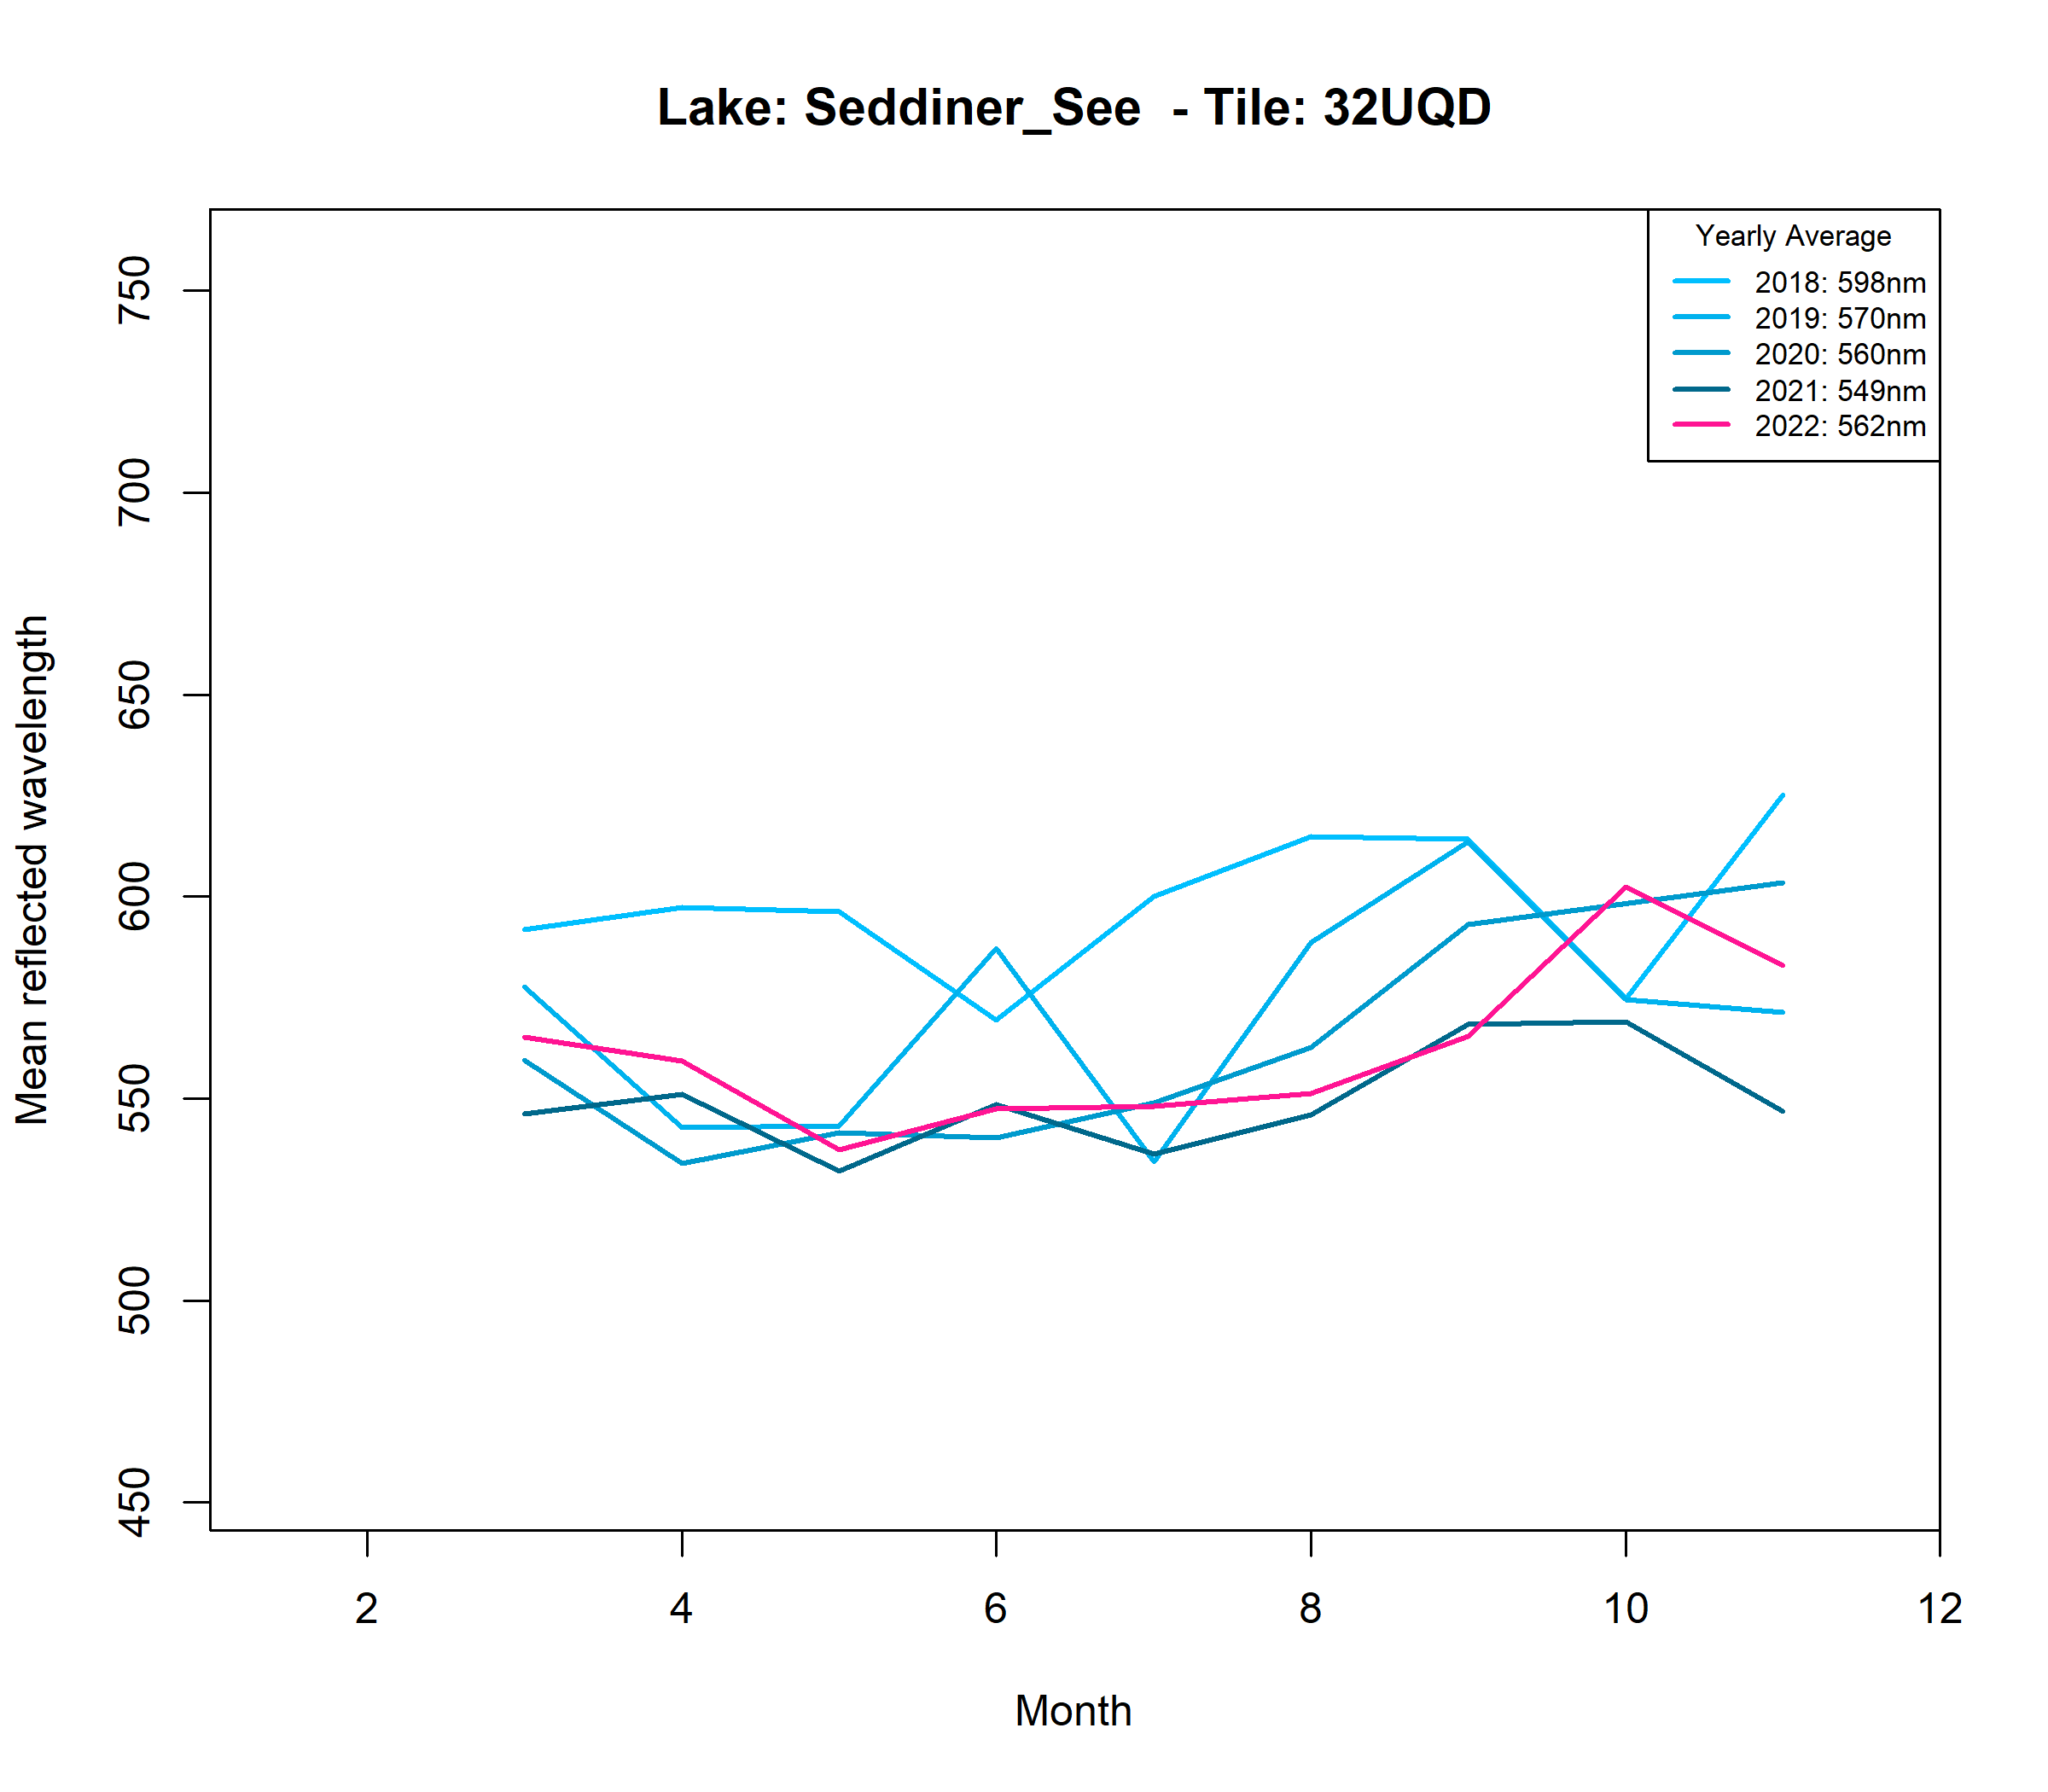 Lake: Seddiner_See - Tile: 32UQD
Yearly Average
2018: 598nm
2019: 570nm
2020: 560nm
2021: 549nm
2022: 562nm
Mean reflected wavelength
750
700
650
600
550
500
450
2 4 6 8 10 12
Month